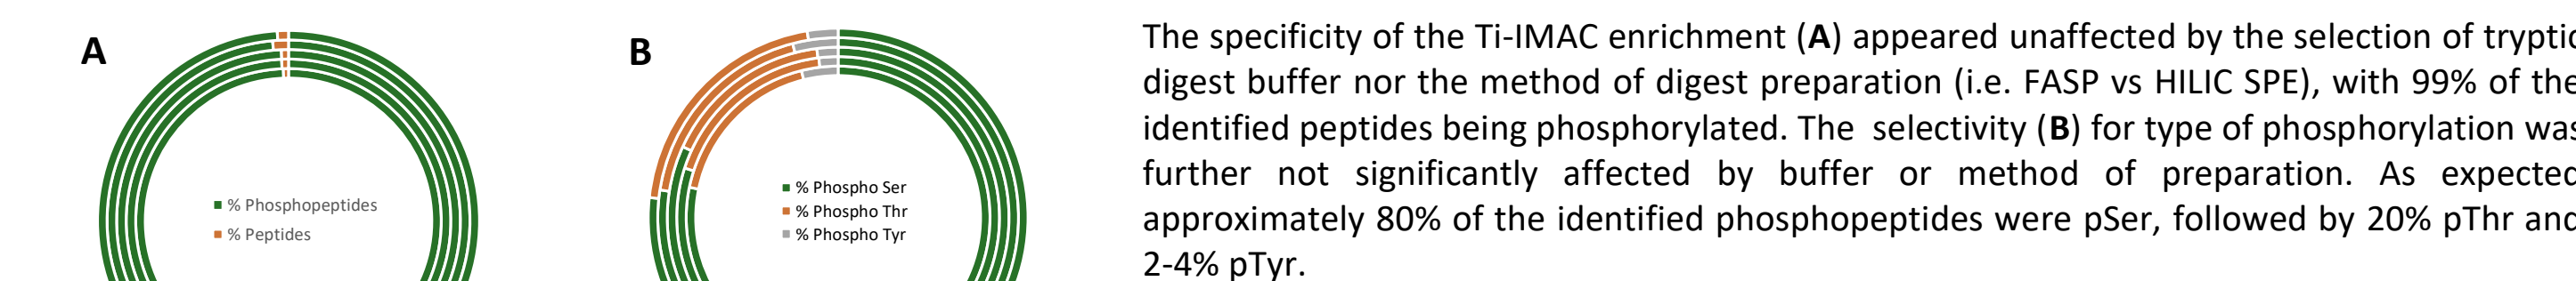 A
% Phosphopeptides
% Peptides
B
% Phospho Ser
% Phospho Thr
% Phospho Tyr
The specificity of the Ti-IMAC enrichment (A) appeared unaffected by the selection of tryptic
digest buffer nor the method of digest preparation (i.e. FASP vs HILIC SPE), with 99% of the
identified peptides being phosphorylated. The selectivity (B) for type of phosphorylation was
further not significantly affected by buffer or method of preparation. As expected
approximately 80% of the identified phosphopeptides were pSer, followed by 20% pThr and
2-4% pTyr.